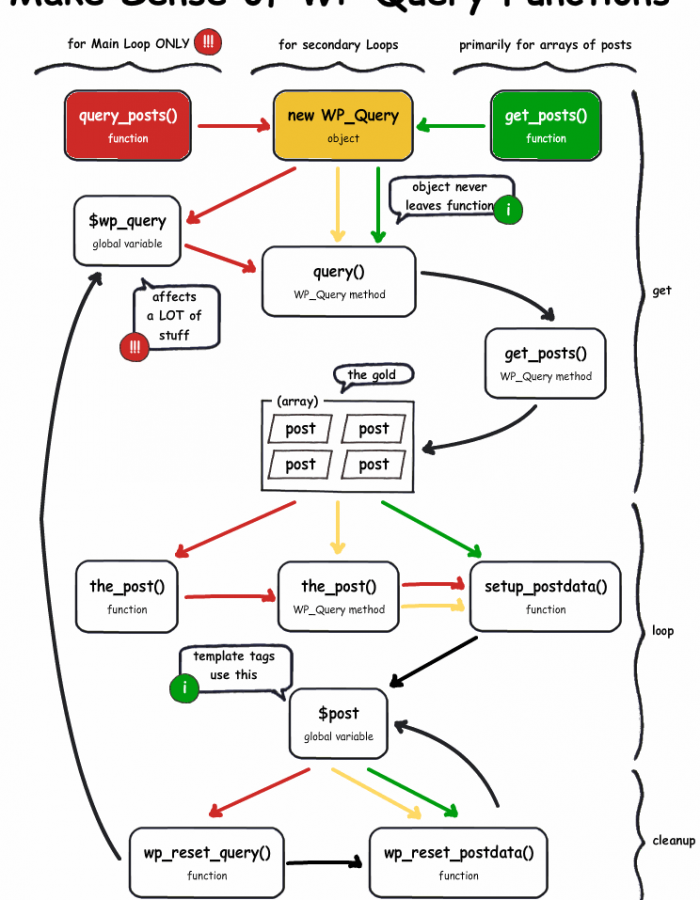 Make Sense of WP Query Functions
for Main Loop ONLY !!!
for secondary Loops
primarily for arrays of posts
query_posts()
function
new WP_Query
object
get_posts()
function
object never
leaves function
i
$wp_query
global variable
query()
WP_Query method
get
affects
a LOT of
stuff
!!!
get_posts()
WP_Query method
the gold
(array)
post
post
post
post
the_post()
function
the_post()
WP_Query method
setup_postdata()
function
loop
template tags
use this
i
$post
global variable
wp_reset_query()
function
wp_reset_postdata()
function
cleanup